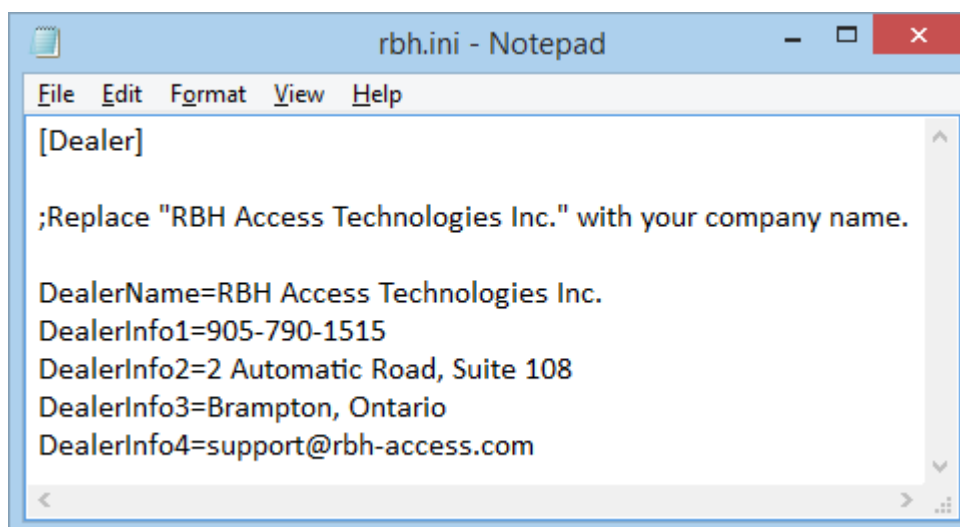 rbh.ini - Notepad
File Edit Format View Help
[Dealer]
;Replace "RBH Access Technologies Inc." with your company name.
DealerName=RBH Access Technologies Inc.
DealerInfo1=905-790-1515
DealerInfo2=2 Automatic Road, Suite 108
DealerInfo3=Brampton, Ontario
DealerInfo4=support@rbh-access.com